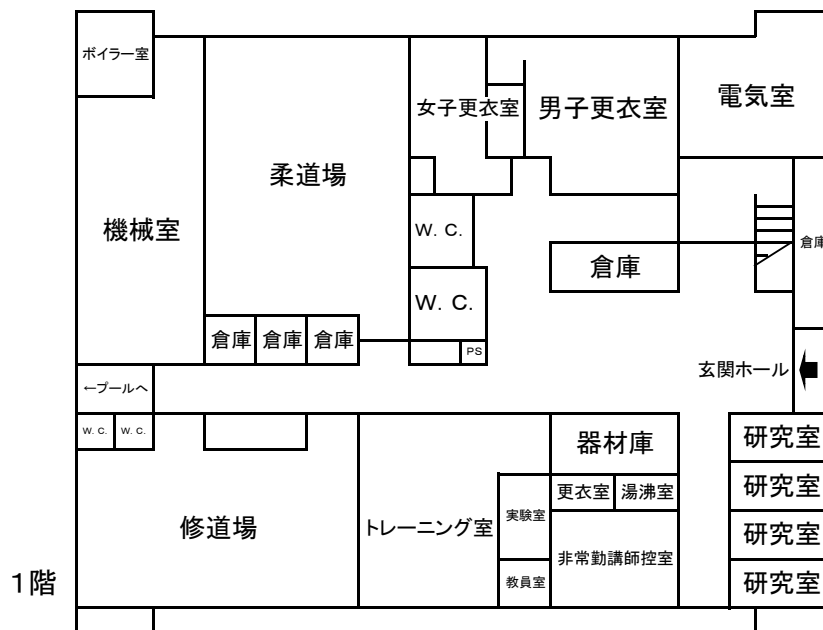 ボイラー室
女子更衣室
男子更衣室
電気室
柔道場
機械室
W. C.
倉庫
倉庫
W. C.
倉庫
倉庫
倉庫
PS
玄関ホール
←プールへ
W. C.
W. C.
器材庫
研究室
更衣室
湯沸室
研究室
実験室
修道場
トレーニング室
研究室
非常勤講師控室
教員室
研究室
1階